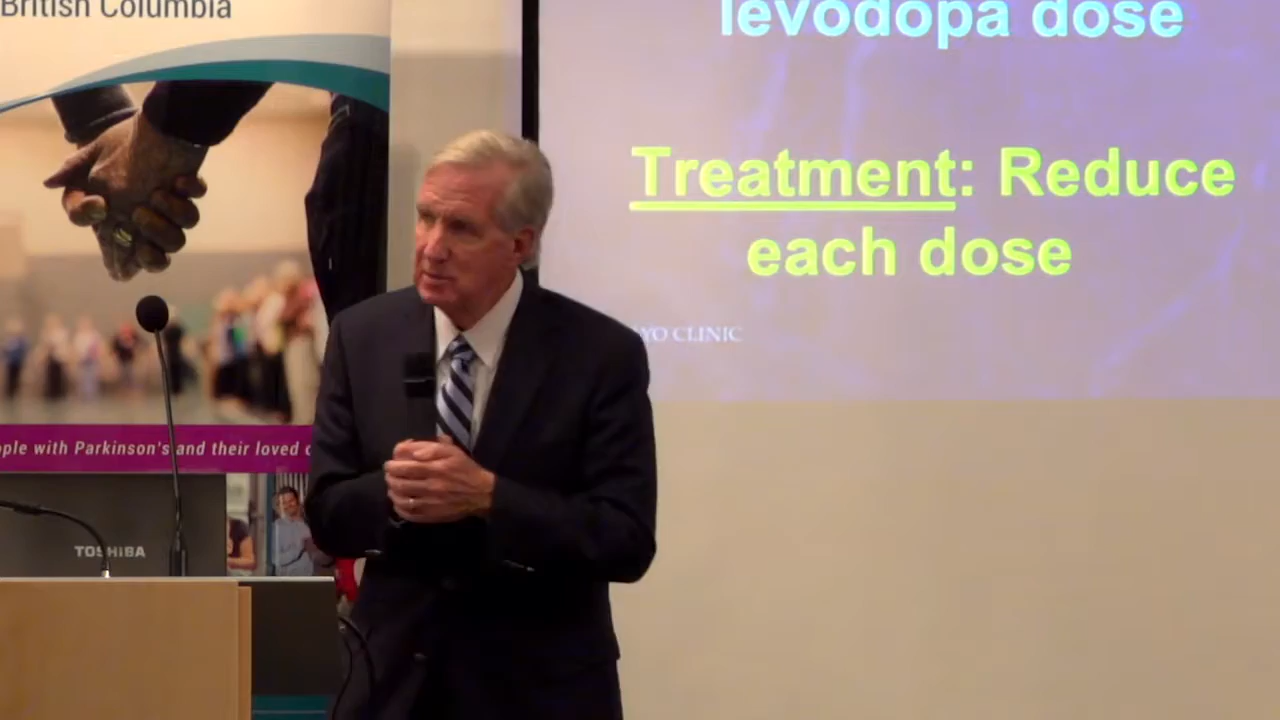 British Columbia
levodopa dose
Treatment: Reduce
each dose
YO CLINIC
ple with Parkinson's and their loved
TOSHIBA